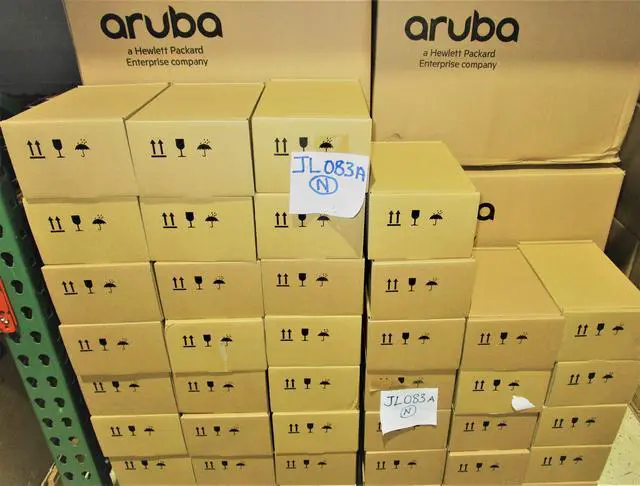 aruba
a Hewlett Packard
Enterprise company
aruba
a Hewlett Packard
Enterprise company
JL083A
N
JL083A
N